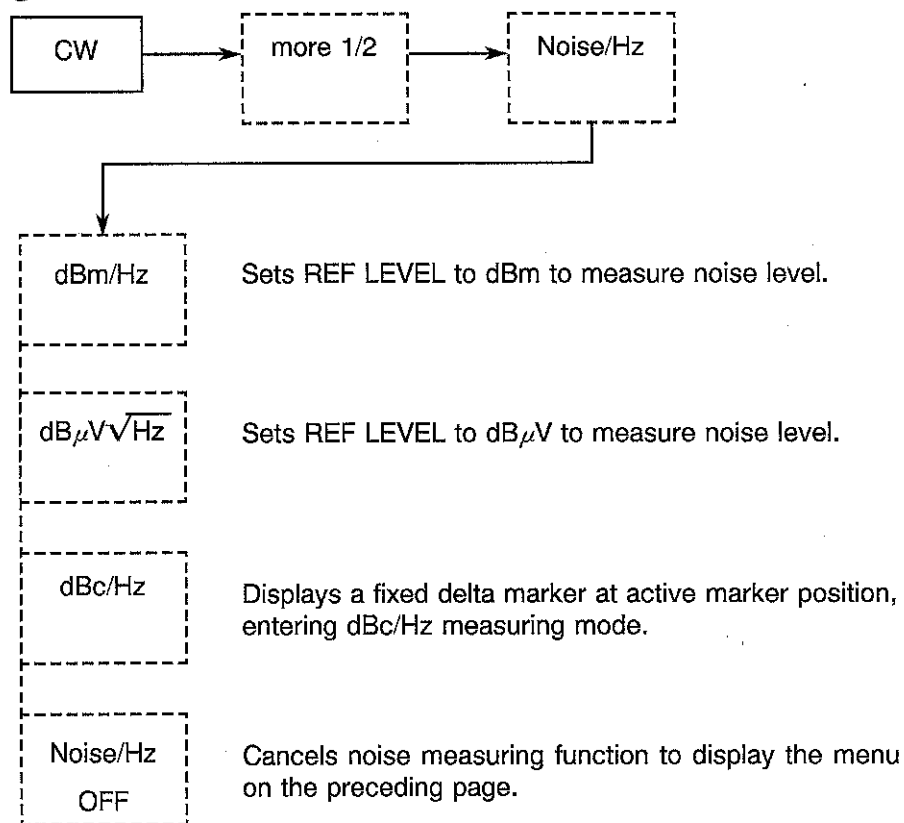 CW
more 1/2
Noise/Hz
dBm/Hz
Sets REF LEVEL to dBm to measure noise level.
dBμV√Hz
Sets REF LEVEL to dBμV to measure noise level.
dBc/Hz
Displays a fixed delta marker at active marker position,
entering dBc/Hz measuring mode.
Noise/Hz
OFF
Cancels noise measuring function to display the menu
on the preceding page.